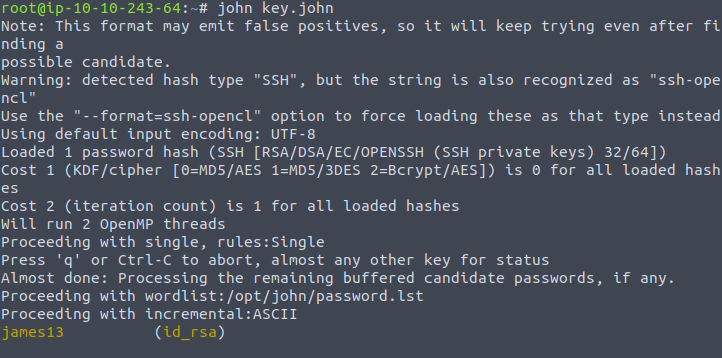 root@ip-10-10-243-64:~# john key.john
Note: This format may emit false positives, so it will keep trying even after fi
nding a
possible candidate.
Warning: detected hash type "SSH", but the string is also recognized as "ssh-ope
ncl"
Use the "--format=ssh-opencl" option to force loading these as that type instead
Using default input encoding: UTF-8
Loaded 1 password hash (SSH [RSA/DSA/EC/OPENSSH (SSH private keys) 32/64])
Cost 1 (KDF/cipher [0=MD5/AES 1=MD5/3DES 2=Bcrypt/AES]) is 0 for all loaded hash
es
Cost 2 (iteration count) is 1 for all loaded hashes
Will run 2 OpenMP threads
Proceeding with single, rules:Single
Press 'q' or Ctrl-C to abort, almost any other key for status
Almost done: Processing the remaining buffered candidate passwords, if any.
Proceeding with wordlist:/opt/john/password.lst
Proceeding with incremental:ASCII
james13          (id_rsa)